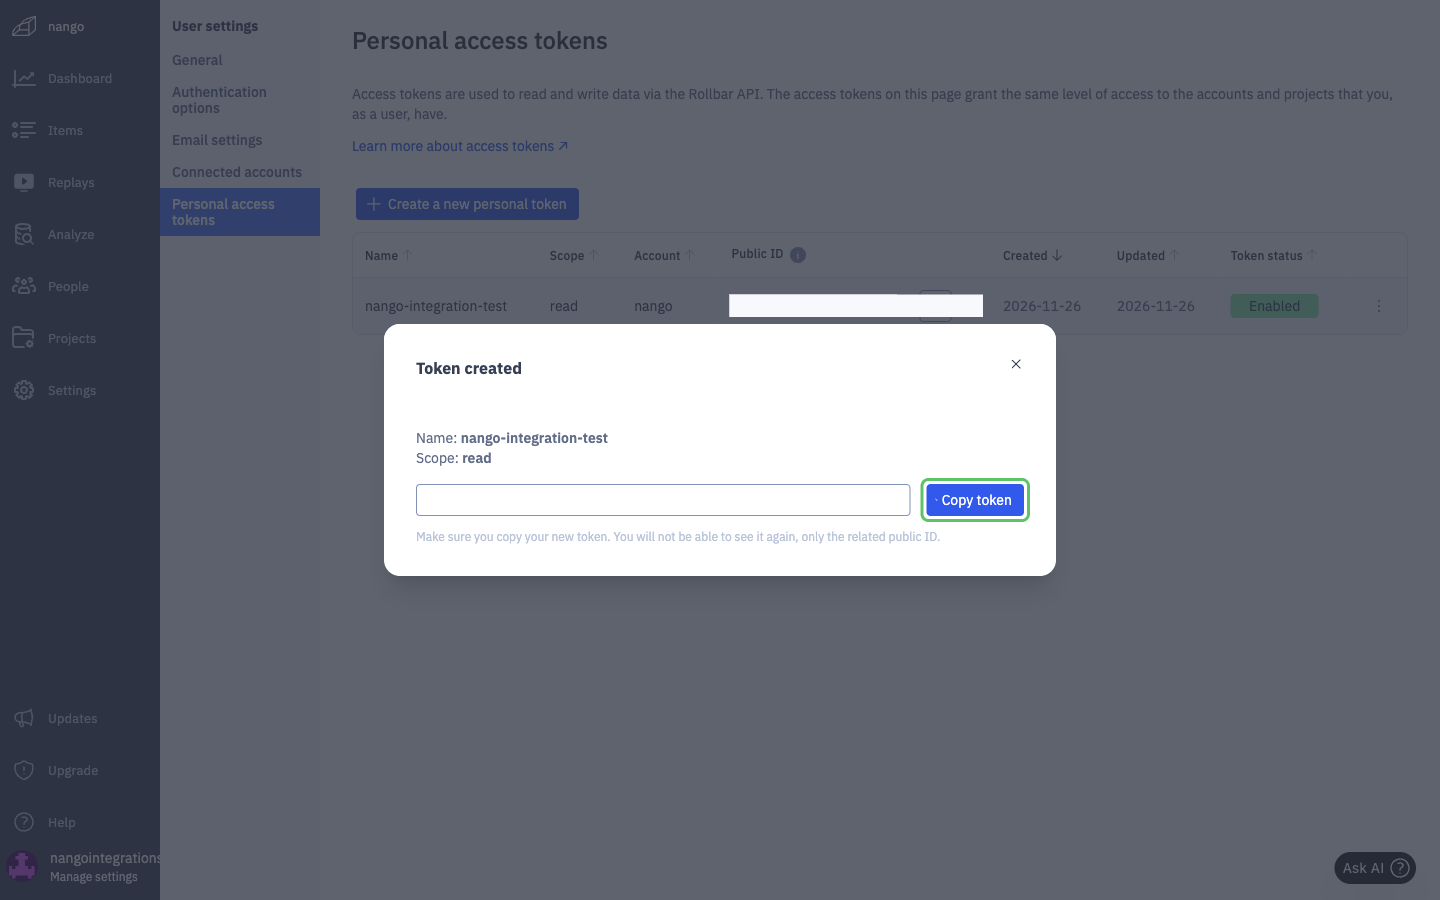 nango
Dashboard
Items
Replays
Analyze
People
Projects
Settings
Updates
Upgrade
Help
nangointegrations
Manage settings
User settings
General
Authentication
options
Email settings
Connected accounts
Personal access
tokens
Personal access tokens
Access tokens are used to read and write data via the Rollbar API. The access tokens on this page grant the same level of access to the accounts and projects that you,
as a user, have.
Learn more about access tokens
Create a new personal token
Name Scope Account Public ID Created Updated Token status
nango-integration-test read nango 2026-11-26 2026-11-26 Enabled
Token created
Name: nango-integration-test
Scope: read
Copy token
Make sure you copy your new token. You will not be able to see it again, only the related public ID.
Ask AI